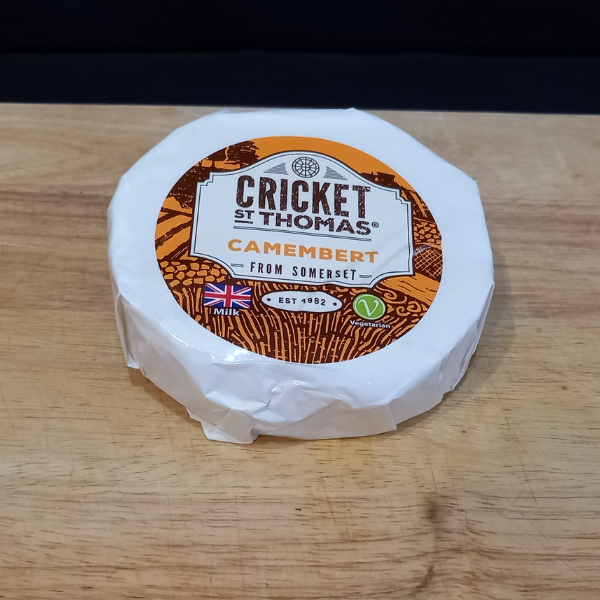 CRICKET
ST THOMAS®
CAMEMBERT
FROM SOMERSET
EST 1982
Milk
V
Vegetarian